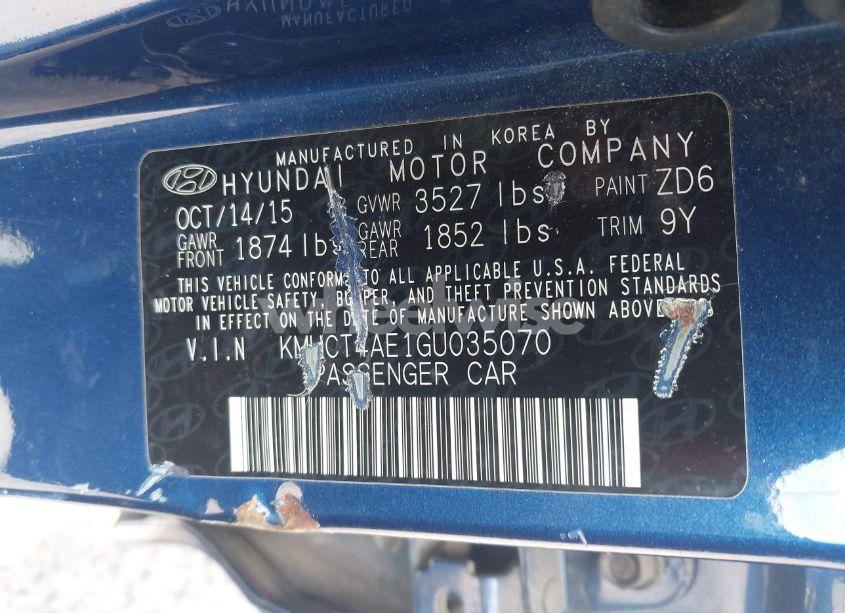 MANUFACTURED IN KOREA BY
HYUNDAI MOTOR COMPANY
OCT/14/15 GVWR 3527 lbs PAINT ZD6
GAWR FRONT 1874 lbs GAWR REAR 1852 lbs TRIM 9Y
THIS VEHICLE CONFORMS TO ALL APPLICABLE U.S.A. FEDERAL
MOTOR VEHICLE SAFETY, BUMPER, AND THEFT PREVENTION STANDARDS
IN EFFECT ON THE DATE OF MANUFACTURE SHOWN ABOVE
V.I.N KMHCT4AE1GU035070
PASSENGER CAR
wheelwise